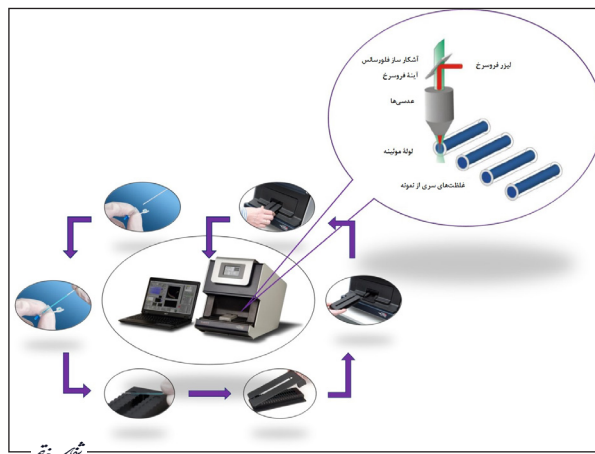 آشکار ساز فلورسانس
لیزر فروسرخ
آینهٔ فروسرخ
عدسی‌ها
لولهٔ موئینه
غلظت‌های سری از نمونه